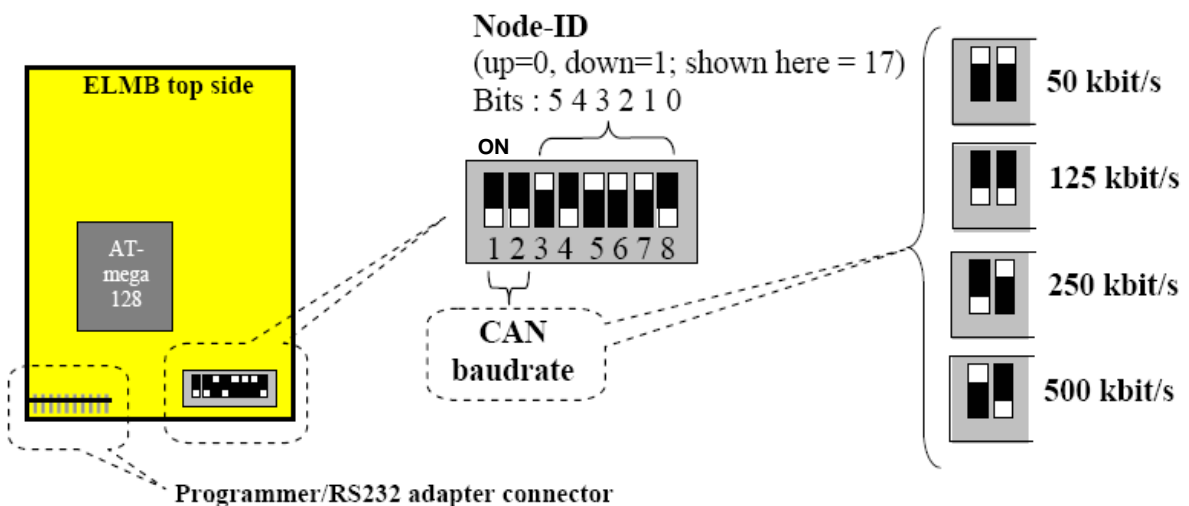 ELMB top side
AT-
mega
128
Programmer/RS232 adapter connector
Node-ID
(up=0, down=1; shown here = 17)
Bits : 5 4 3 2 1 0
ON
1 2 3 4 5 6 7 8
CAN
baudrate
50 kbit/s
125 kbit/s
250 kbit/s
500 kbit/s